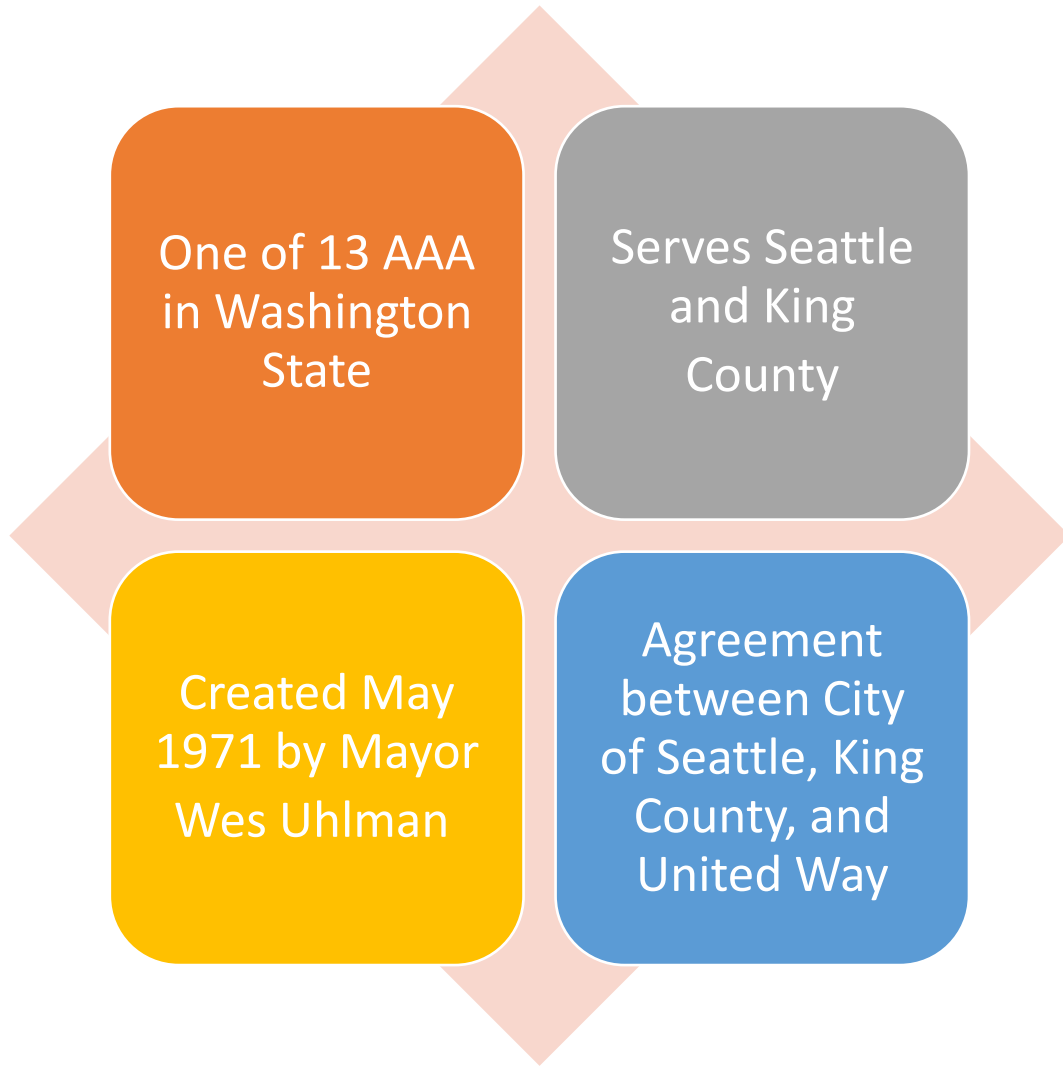 One of 13 AAA
in Washington
State
Serves Seattle
and King
County
Created May
1971 by Mayor
Wes Uhlman
Agreement
between City
of Seattle, King
County, and
United Way